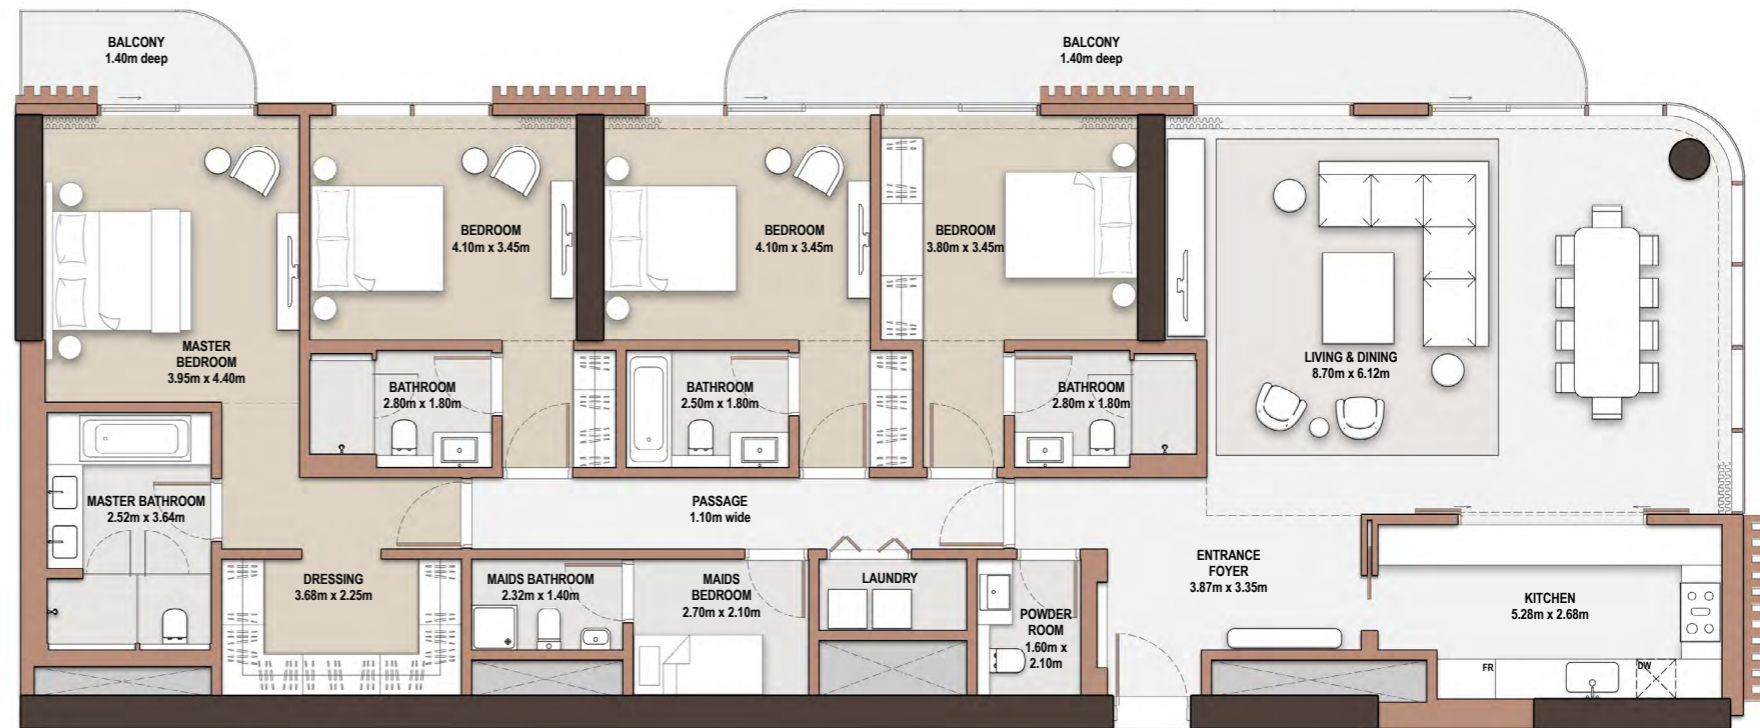 BALCONY
1.40m deep
BALCONY
1.40m deep
BEDROOM
4.10m x 3.45m
BEDROOM
4.10m x 3.45m
BEDROOM
3.80m x 3.45m
MASTER
BEDROOM
3.95m x 4.40m
LIVING & DINING
8.70m x 6.12m
BATHROOM
2.80m x 1.80m
BATHROOM
2.50m x 1.80m
BATHROOM
2.80m x 1.80m
MASTER BATHROOM
2.52m x 3.64m
PASSAGE
1.10m wide
DRESSING
3.68m x 2.25m
MAIDS BATHROOM
2.32m x 1.40m
MAIDS
BEDROOM
2.70m x 2.10m
LAUNDRY
POWDER
ROOM
1.60m x
2.10m
ENTRANCE
FOYER
3.87m x 3.35m
KITCHEN
5.28m x 2.68m
FR
DW